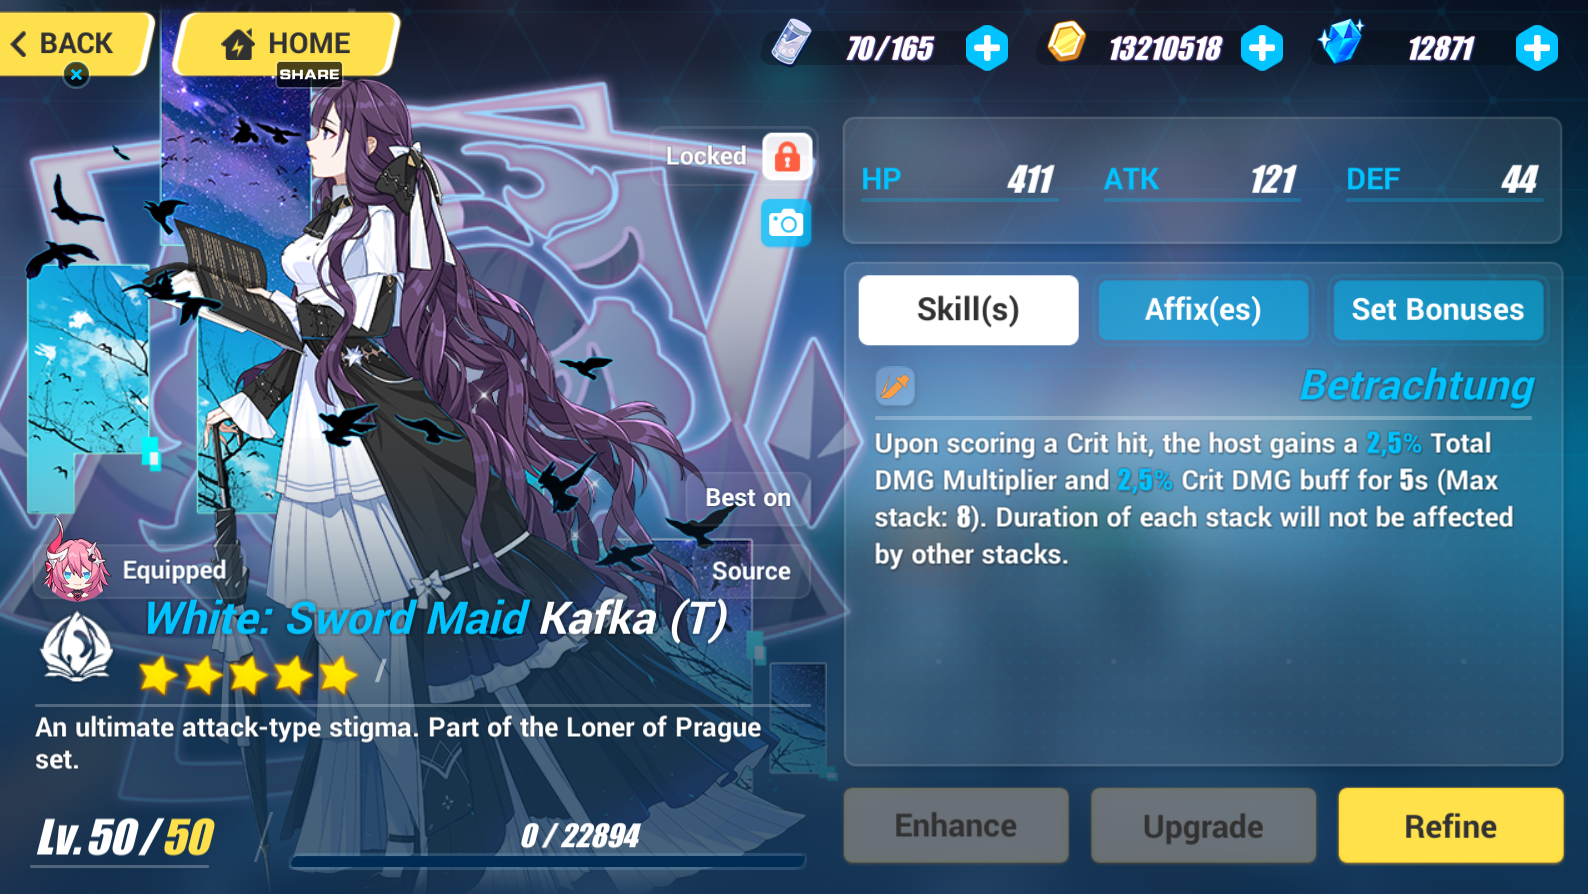 BACK
HOME
SHARE
70/165
13210518
12871
Locked
HP 411
ATK 121
DEF 44
Skill(s)
Affix(es)
Set Bonuses
Betrachtung
Upon scoring a Crit hit, the host gains a 2,5% Total
DMG Multiplier and 2,5% Crit DMG buff for 5s (Max
stack: 8). Duration of each stack will not be affected
by other stacks.
Best on
Equipped
Source
White: Sword Maid Kafka (T)
An ultimate attack-type stigma. Part of the Loner of Prague
set.
Lv.50/50
0 / 22894
Enhance
Upgrade
Refine